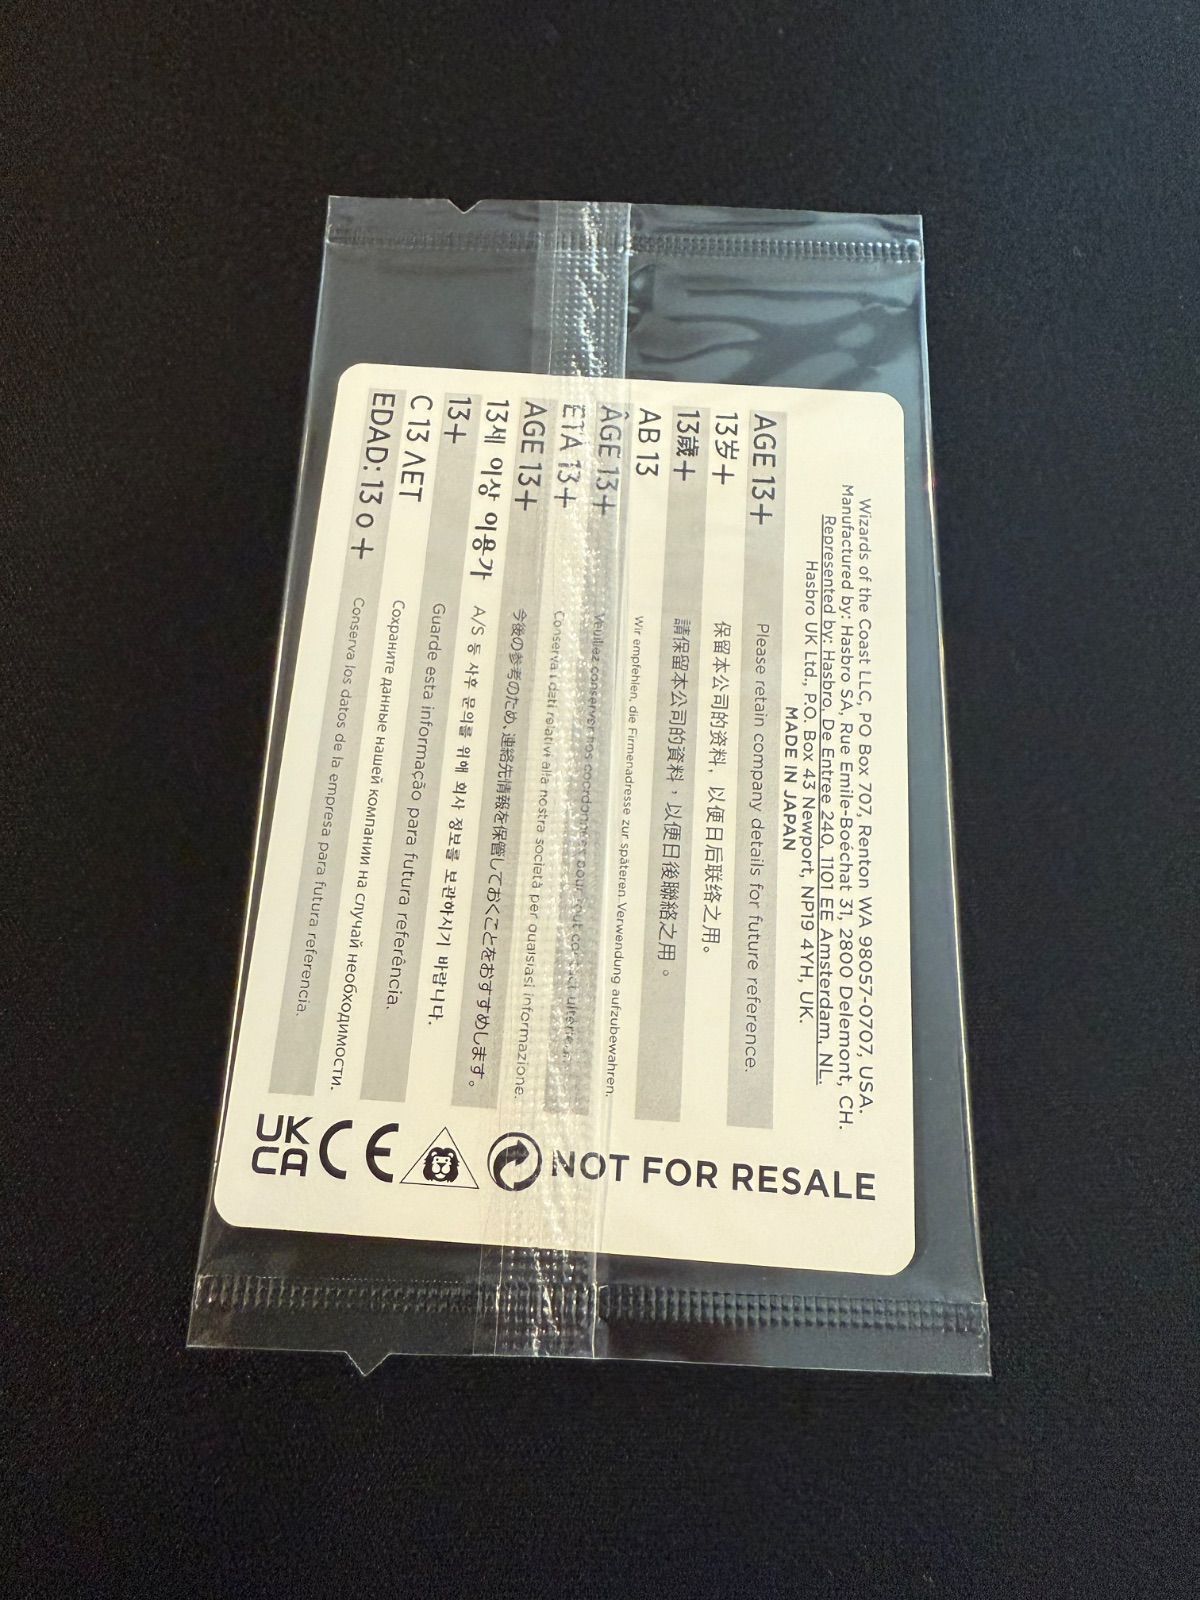 Wizards of the Coast LLC, PO Box 707, Renton WA 98057-0707, USA.
Manufactured by: Hasbro SA, Rue Emile-Boéchat 31, 2800 Delemont, CH.
Represented by: Hasbro, De Entree 240, 1101 EE Amsterdam, NL.
Hasbro UK Ltd., P.O. Box 43 Newport, NP19 4YH, UK.
MADE IN JAPAN
AGE 13+ Please retain company details for future reference.
13岁+ 保留本公司的资料，以便日后联络之用。
13歲+ 請保留本公司的資料，以便日後聯絡之用。
AB 13 Wir empfehlen, die Firmenadresse zur späteren Verwendung aufzubewahren.
ÂGE 13+ Veuillez conserver nos coordonnées pour tout contact
ETÀ 13+ Conserva i dati relativi alla nostra società per qualsiasi informazione.
AGE 13+ 今後の参考のため、連絡先情報を保管しておくことをおすすめします。
13세 이상 이용가 A/S 등 사후 문의를 위해 회사 정보를 보관하시기 바랍니다.
13+ Guarde esta informação para futura referência.
С 13 ЛЕТ Сохраните данные нашей компании на случай необходимости.
EDAD: 13 o + Conserva los datos de la empresa para futura referencia.
UK
CA CE NOT FOR RESALE